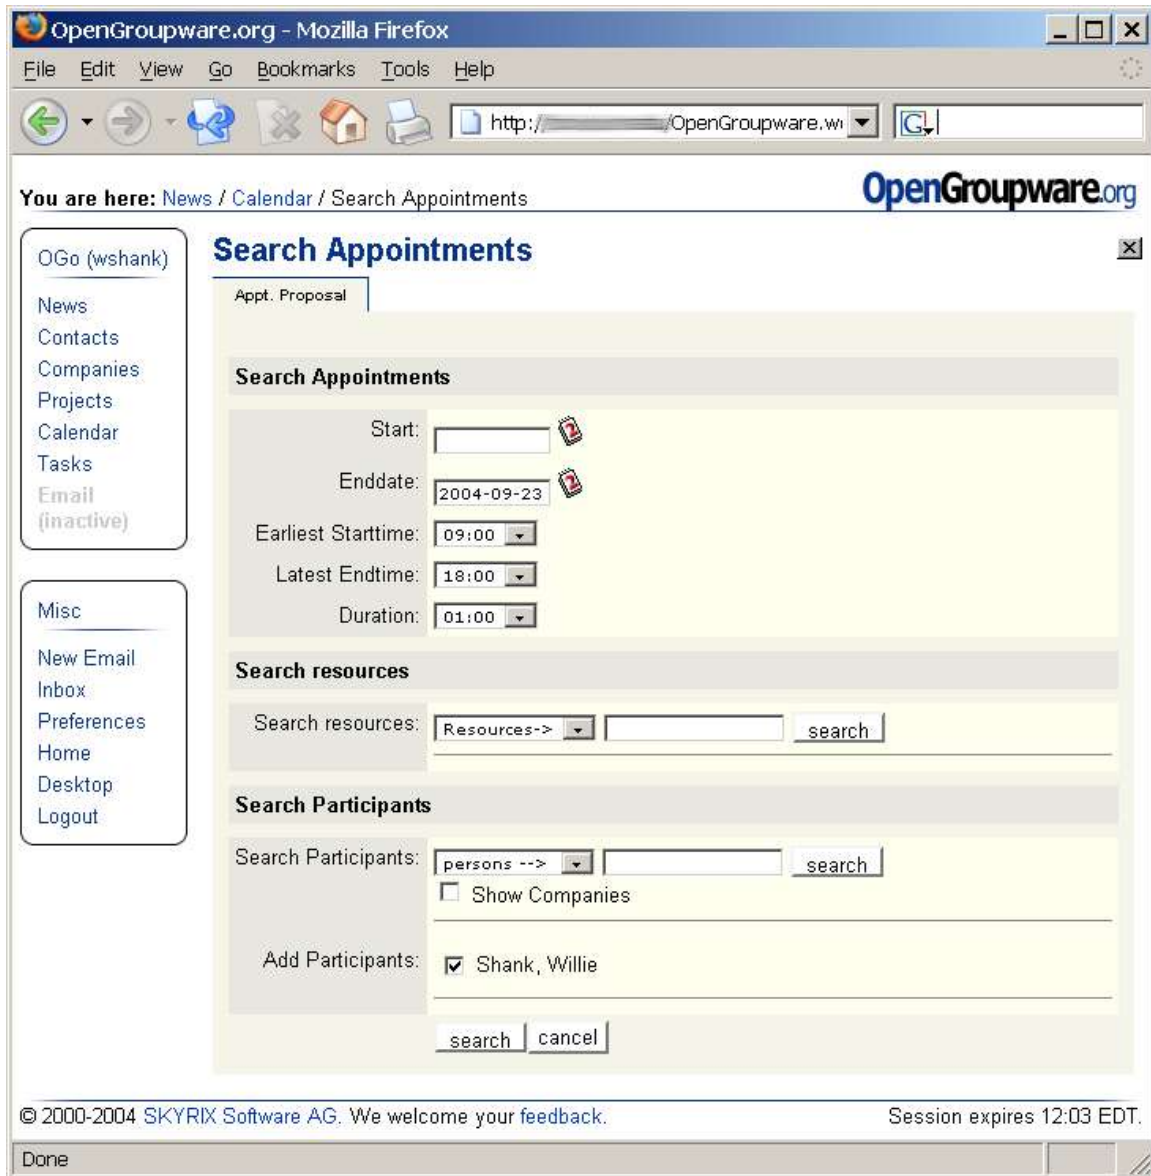 OpenGroupware.org - Mozilla Firefox
File Edit View Go Bookmarks Tools Help
http:// /OpenGroupware.w G
You are here: News / Calendar / Search Appointments
OpenGroupware.org
OGo (wshank)
News
Contacts
Companies
Projects
Calendar
Tasks
Email
(inactive)
Misc
New Email
Inbox
Preferences
Home
Desktop
Logout
Search Appointments
Appt. Proposal
Search Appointments
Start:
Enddate: 2004-09-23
Earliest Starttime: 09:00
Latest Endtime: 18:00
Duration: 01:00
Search resources
Search resources: Resources-> search
Search Participants
Search Participants: persons --> search
Show Companies
Add Participants: Shank, Willie
search cancel
© 2000-2004 SKYRIX Software AG. We welcome your feedback. Session expires 12:03 EDT.
Done